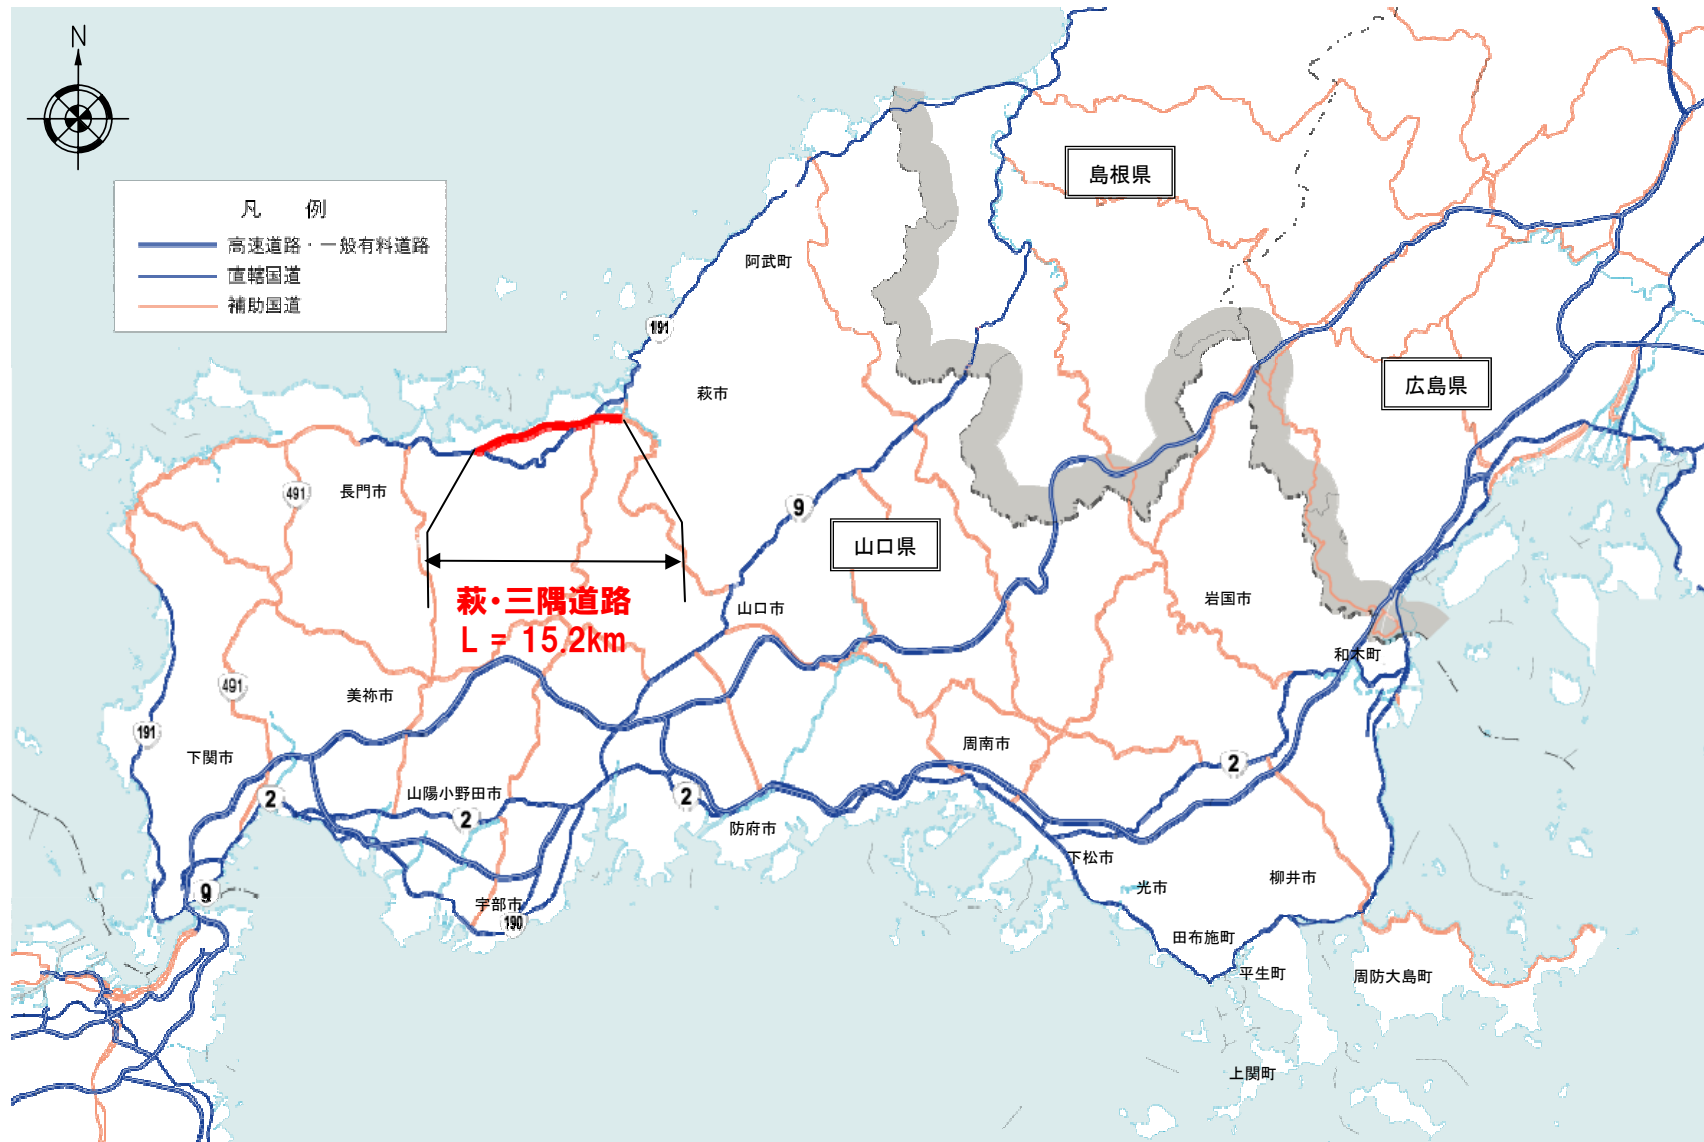 N
凡 例
高速道路・一般有料道路
直轄国道
補助国道
島根県
阿武町
191
広島県
萩市
491
長門市
9
山口県
萩・三隅道路
L = 15.2km
山口市
岩国市
和木町
491
美祢市
191
下関市
周南市
2
2
山陽小野田市
2
2
防府市
下松市
光市
柳井市
9
宇部市
190
田布施町
平生町
周防大島町
上関町